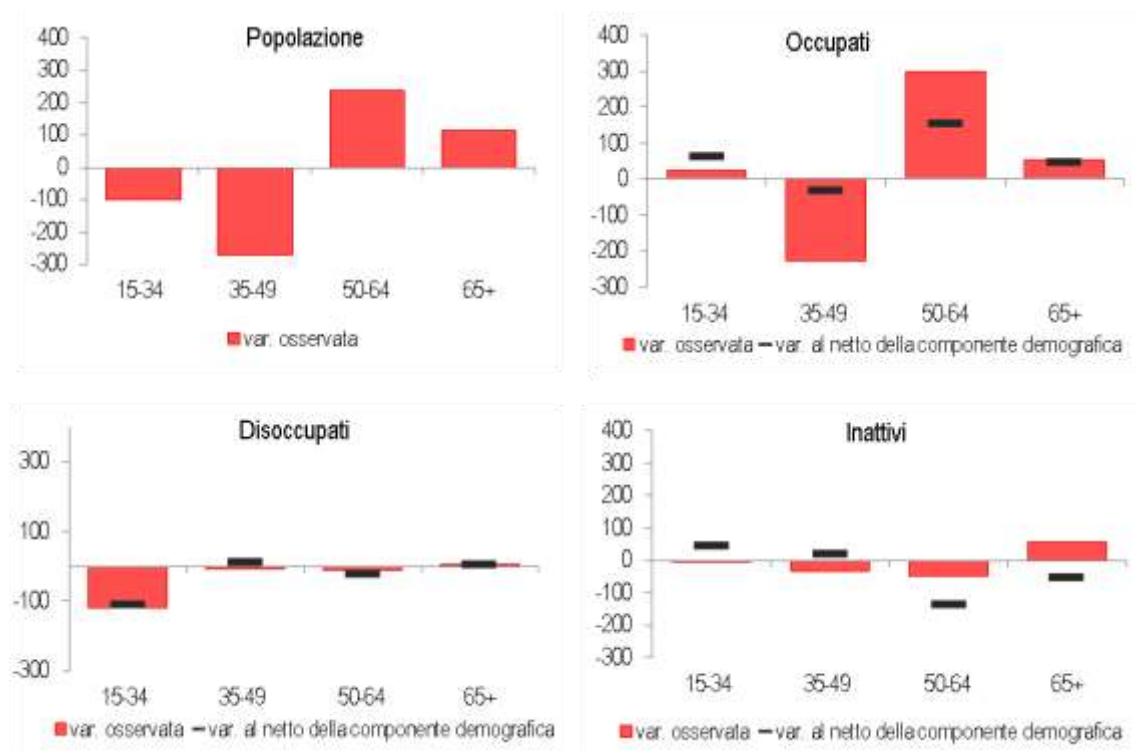 Popolazione
400
300
200
100
0
-100
-200
-300
15-34 35-49 50-64 65+
var. osservata
Occupati
400
300
200
100
0
-100
-200
-300
15-34 35-49 50-64 65+
var. osservata var. al netto della componente demografica
Disoccupati
300
100
-100
-300
15-34 35-49 50-64 65+
var. osservata var. al netto della componente demografica
Inattivi
400
300
200
100
0
-100
-200
-300
15-34 35-49 50-64 65+
var. osservata var. al netto della componente demografica